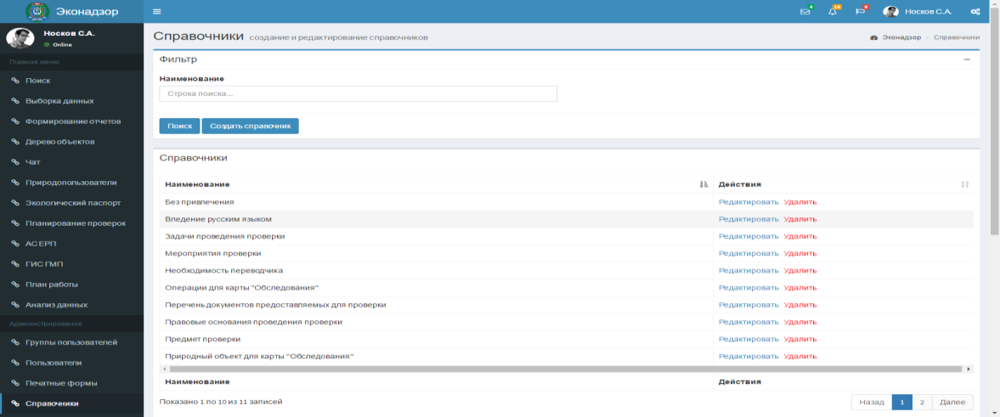 Эконадзор
4
10
9
Носков С.А.
Носков С.А.
Online
Главное меню
Поиск
Выборка данных
Формирование отчетов
Дерево объектов
Чат
Природопользователи
Экологический паспорт
Планирование проверок
АС ЕРП
ГИС ГМП
План работы
Анализ данных
Администрирование
Группы пользователей
Пользователи
Печатные формы
Справочники
Справочники создание и редактирование справочников
Эконадзор > Справочники
Фильтр
Наименование
Строка поиска...
Поиск Создать справочник
Справочники
Наименование Действия
Без привлечения Редактировать Удалить
Вледение русским языком Редактировать Удалить
Задачи проведения проверки Редактировать Удалить
Мероприятия проверки Редактировать Удалить
Необходимость переводчика Редактировать Удалить
Операции для карты "Обследования" Редактировать Удалить
Перечень документов предоставляемых для проверки Редактировать Удалить
Правовые основания проведения проверки Редактировать Удалить
Предмет проверки Редактировать Удалить
Природный объект для карты "Обследования" Редактировать Удалить
Наименование Действия
Показано 1 по 10 из 11 записей
Назад 1 2 Далее